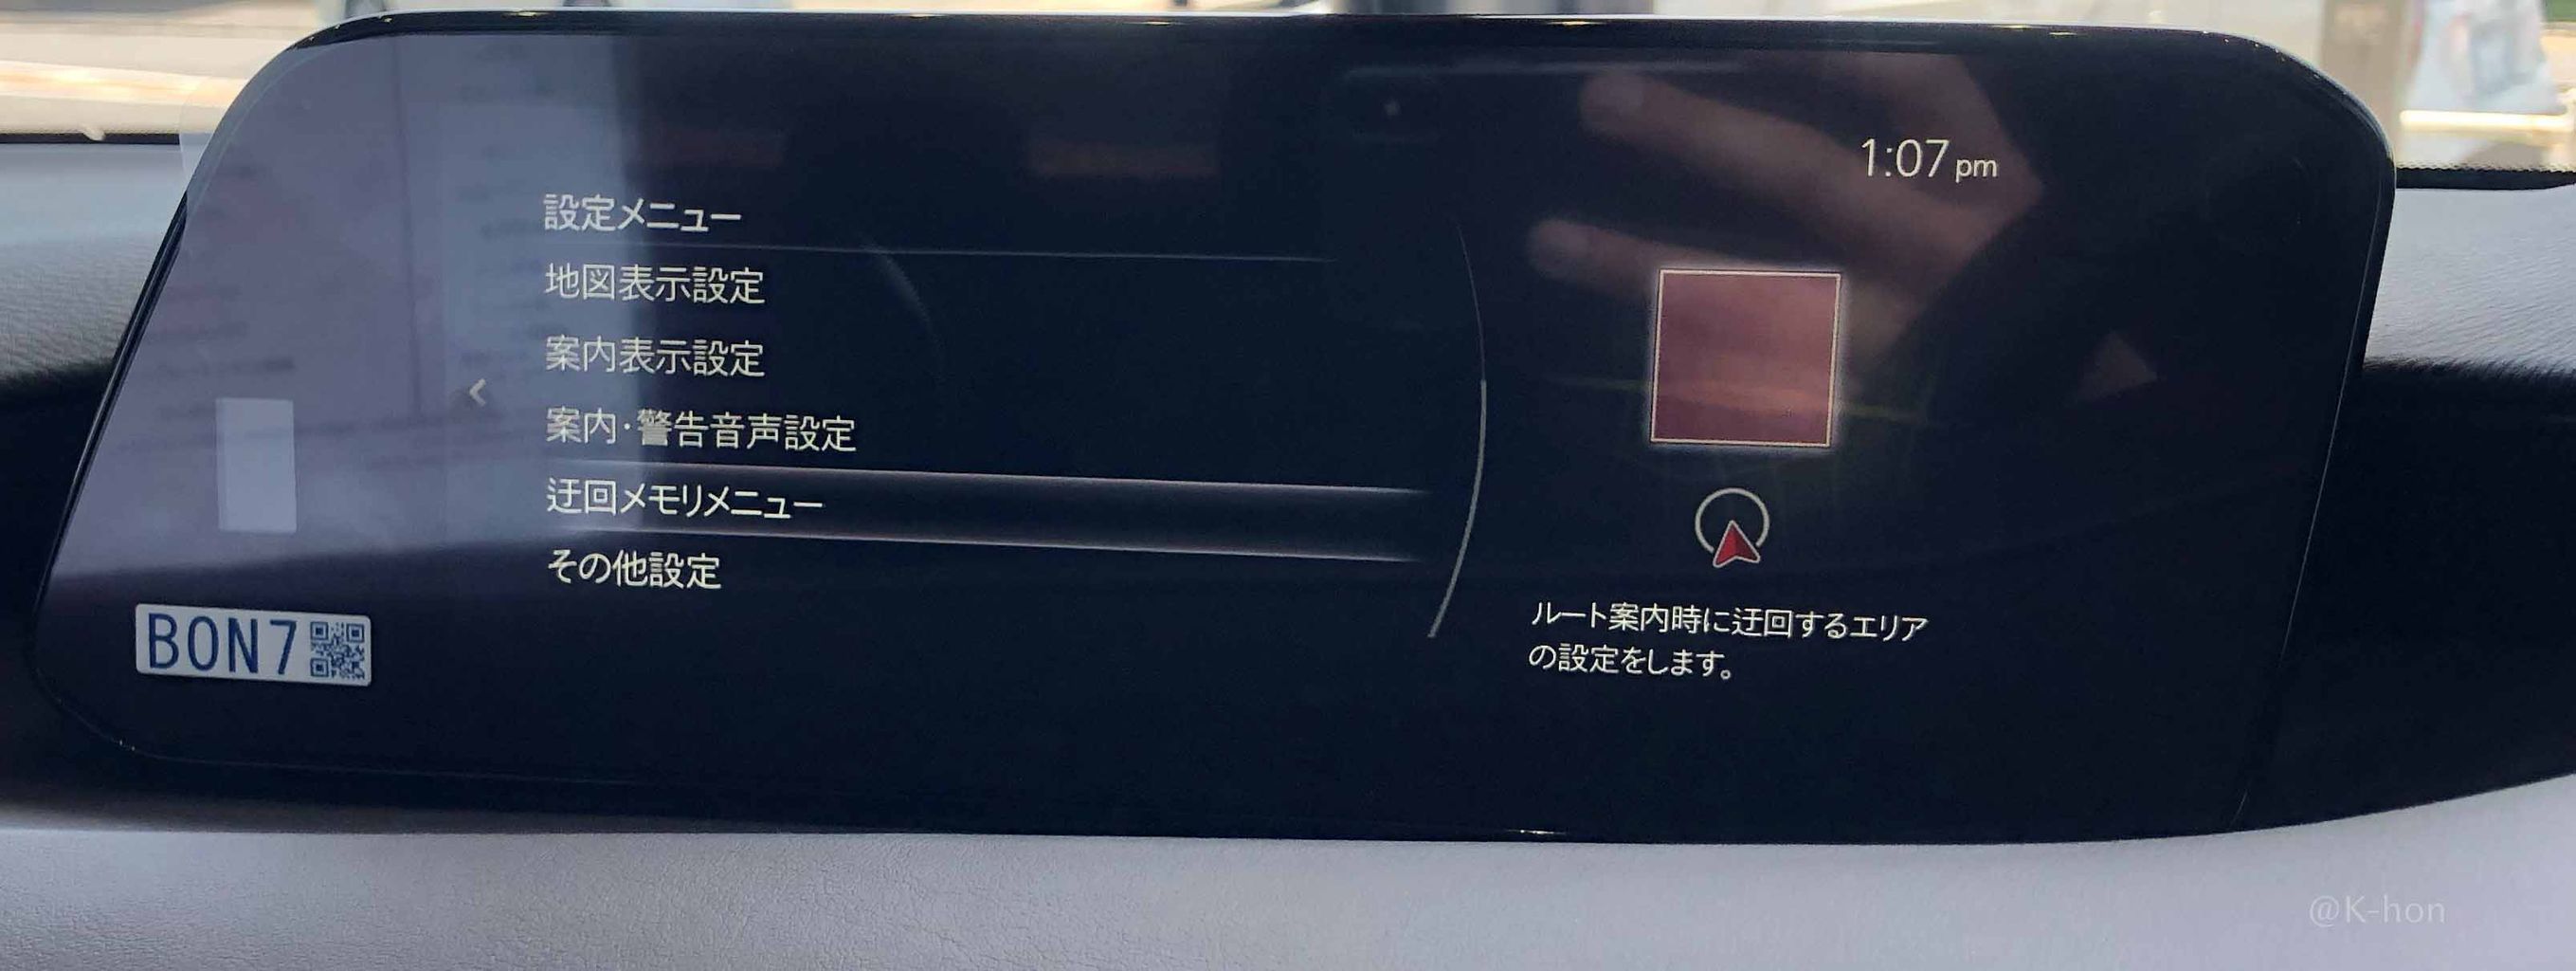 1:07pm
設定メニュー
地図表示設定
案内表示設定
案内・警告音声設定
迂回メモリメニュー
その他設定
ルート案内時に迂回するエリア
の設定をします。
BON7
@K-hon